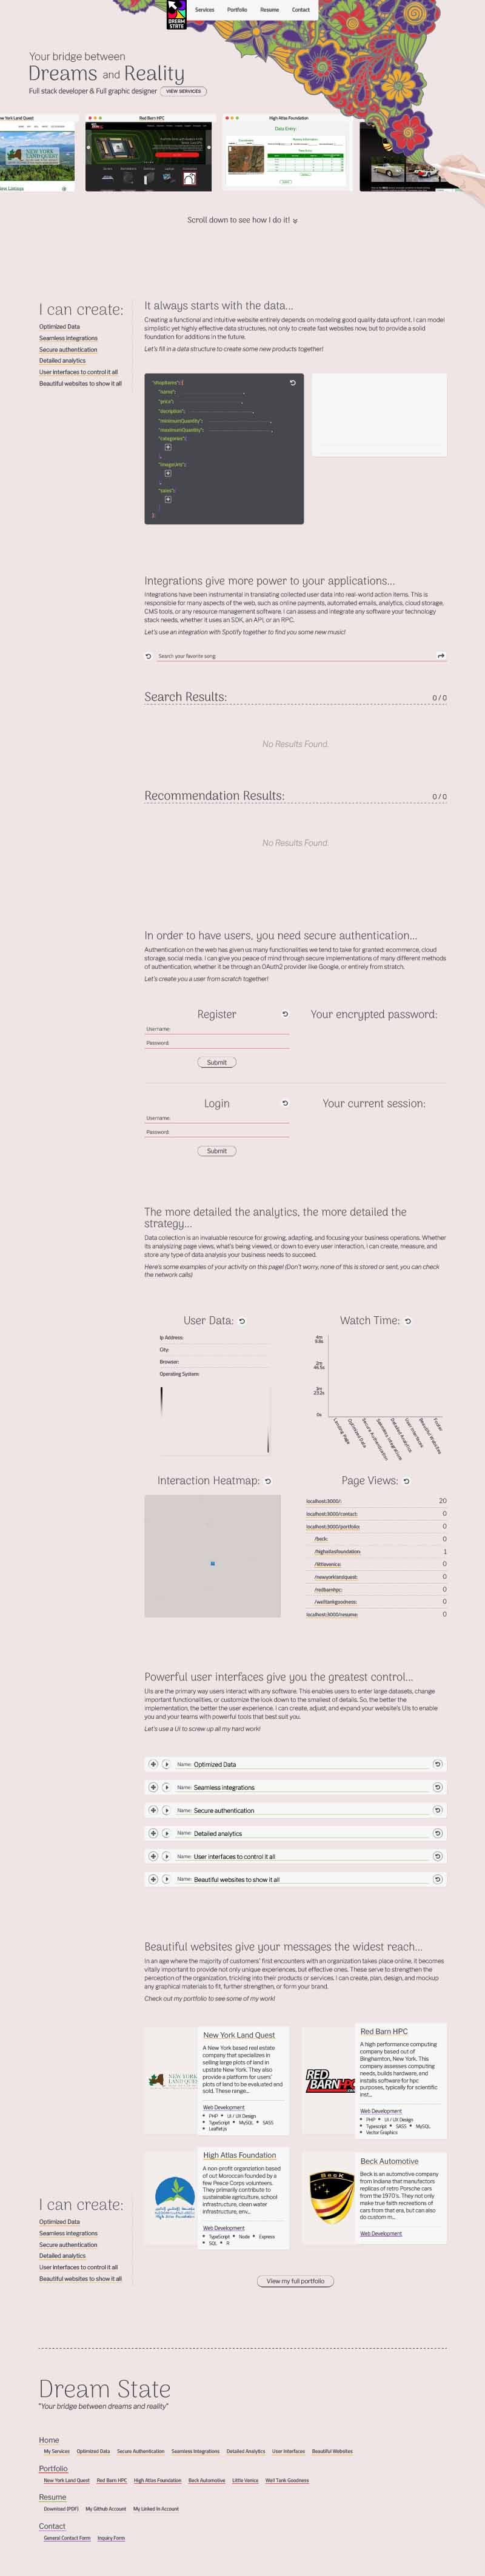 DREAM STATE
Services Portfolio Resume Contact
Your bridge between
Dreams and Reality
Full stack developer & Full graphic designer VIEW SERVICES
New York Land Quest
Red Barn HPC
High Atlas Foundation
Data Entry:
Scroll down to see how I do it!
I can create:
Optimized Data
Seamless integrations
Secure authentication
Detailed analytics
User interfaces to control it all
Beautiful websites to show it all
It always starts with the data...
Creating a functional and intuitive website entirely depends on modeling good quality data upfront. I can model
simplistic yet highly effective data structures, not only to create fast websites now, but to provide a solid
foundation for additions in the future.
Let's fill in a data structure to create some new products together!
"shopItems": [
"name":
"price":
"description":
"minimumQuantity":
"maximumQuantity":
"categories":
"imageUrls":
"sales":
]
Integrations give more power to your applications...
Integrations have been instrumental in translating collected user data into real-world action items. This is
responsible for many aspects of the web, such as online payments, automated emails, analytics, cloud storage,
CMS tools, or any resource management software. I can assess and integrate any software your technology
stack needs, whether it uses an SDK, an API, or an RPC.
Let's use an integration with Spotify together to find you some new music!
Search your favorite song
Search Results: 0 / 0
No Results Found
Recommendation Results: 0 / 0
No Results Found
In order to have users, you need secure authentication...
Authentication on the web has given us many functionalities we tend to take for granted: ecommerce, cloud
storage, social media. I can give you peace of mind through secure implementations of many different methods
of authentication, whether it be through an OAuth2 provider like Google, or entirely from stratch.
Let's create you a user from scratch together!
Register
Your encrypted password:
Username:
Password:
Submit
Login
Your current session:
Username:
Password:
Submit
The more detailed the analytics, the more detailed the
strategy...
Data collection is an invaluable resource for growing, adapting, and focusing your business operations. Whether
its analysizing page views, what's being viewed, or down to every user interaction, I can create, measure, and
store any type of data analysis your business needs to succeed.
Here's some examples of your activity on this page! (Don't worry, none of this is stored or sent, you can check
the network calls)
User Data:
Ip Address:
City:
Browser:
Operating System:
Watch Time:
4m
0s
Landing Page
Optimized Data
Secure Authentication
Seamless Integrations
Detailed Analytics
User Interfaces
Beautiful Websites
Footer
Interaction Heatmap:
Page Views:
localhost:3000/: 20
localhost:3000/contact: 0
localhost:3000/portfolio: 0
/beck: 0
/highatlasfoundation: 1
/littlevenice: 0
/newyorklandquest: 0
/redbarnhpc: 0
/welltankgoodness: 0
localhost:3000/resume: 0
Powerful user interfaces give you the greatest control...
UIs are the primary way users interact with any software. This enables users to enter large datasets, change
important functionalities, or customize the look down to the smallest of details. So, the better the
implementation, the better the user experience. I can create, adjust, and expand your website's UIs to enable
you and your teams with powerful tools that best suit you.
Let's use a UI to screw up all my hard work!
Name: Optimized Data
Name: Seamless integrations
Name: Secure authentication
Name: Detailed analytics
Name: User interfaces to control it all
Name: Beautiful websites to show it all
Beautiful websites give your messages the widest reach...
In an age where the majority of customers' first encounters with an organization takes place online, it becomes
vitally important to provide not only unique experiences, but effective ones. These serve to strengthen the
perception of the organization, tricking into their products or services. I can create, plan, design, and mockup
any graphical materials to fit, further strengthen, or form your brand.
Check out my portfolio to see some of my work!
NEW YORK
LAND QUEST
New York Land Quest
A New York based real estate
company that specializes in
selling large plots of land in
upstate New York. They also
provide a platform for users'
plots of land to be evaluated and
sold. These range...
Web Development
PHP UI / UX Design
TypeScript MySQL SASS
Leaflet.js
RED BARN HPC
Red Barn HPC
A high performance computing
company based out of
Binghamton, New York. This
company assesses computing
needs, builds hardware, and
installs software for hpc
purposes, typically for scientific
inst...
Web Development
PHP UI / UX Design
Typescript SASS MySQL
Vector Graphics
High Atlas Foundation
High Atlas Foundation
A non-profit organization based
of out Moroccan founded by a
few Peace Corps volunteers.
They primarily contribute to
sustainable agriculture, school
infrastructure, clean water
infrastructure, env...
Web Development
TypeScript Node Express
SQL R
BECK
Beck Automotive
Beck is an automotive company
from Indiana that manufactures
replicas of retro Porsche cars
from the 1970's. They not only
make true faith recreations of
cars from that era, but can also
do custom m...
Web Development
I can create:
Optimized Data
Seamless integrations
Secure authentication
Detailed analytics
User interfaces to control it all
Beautiful websites to show it all
View my full portfolio
Dream State
"Your bridge between dreams and reality"
Home
My Services Optimized Data Secure Authentication Seamless Integrations Detailed Analytics User Interfaces Beautiful Websites
Portfolio
New York Land Quest Red Barn HPC High Atlas Foundation Beck Automotive Little Venice Well Tank Goodness
Resume
Download (PDF) My Github Account My Linked In Account
Contact
General Contact Form Inquiry Form